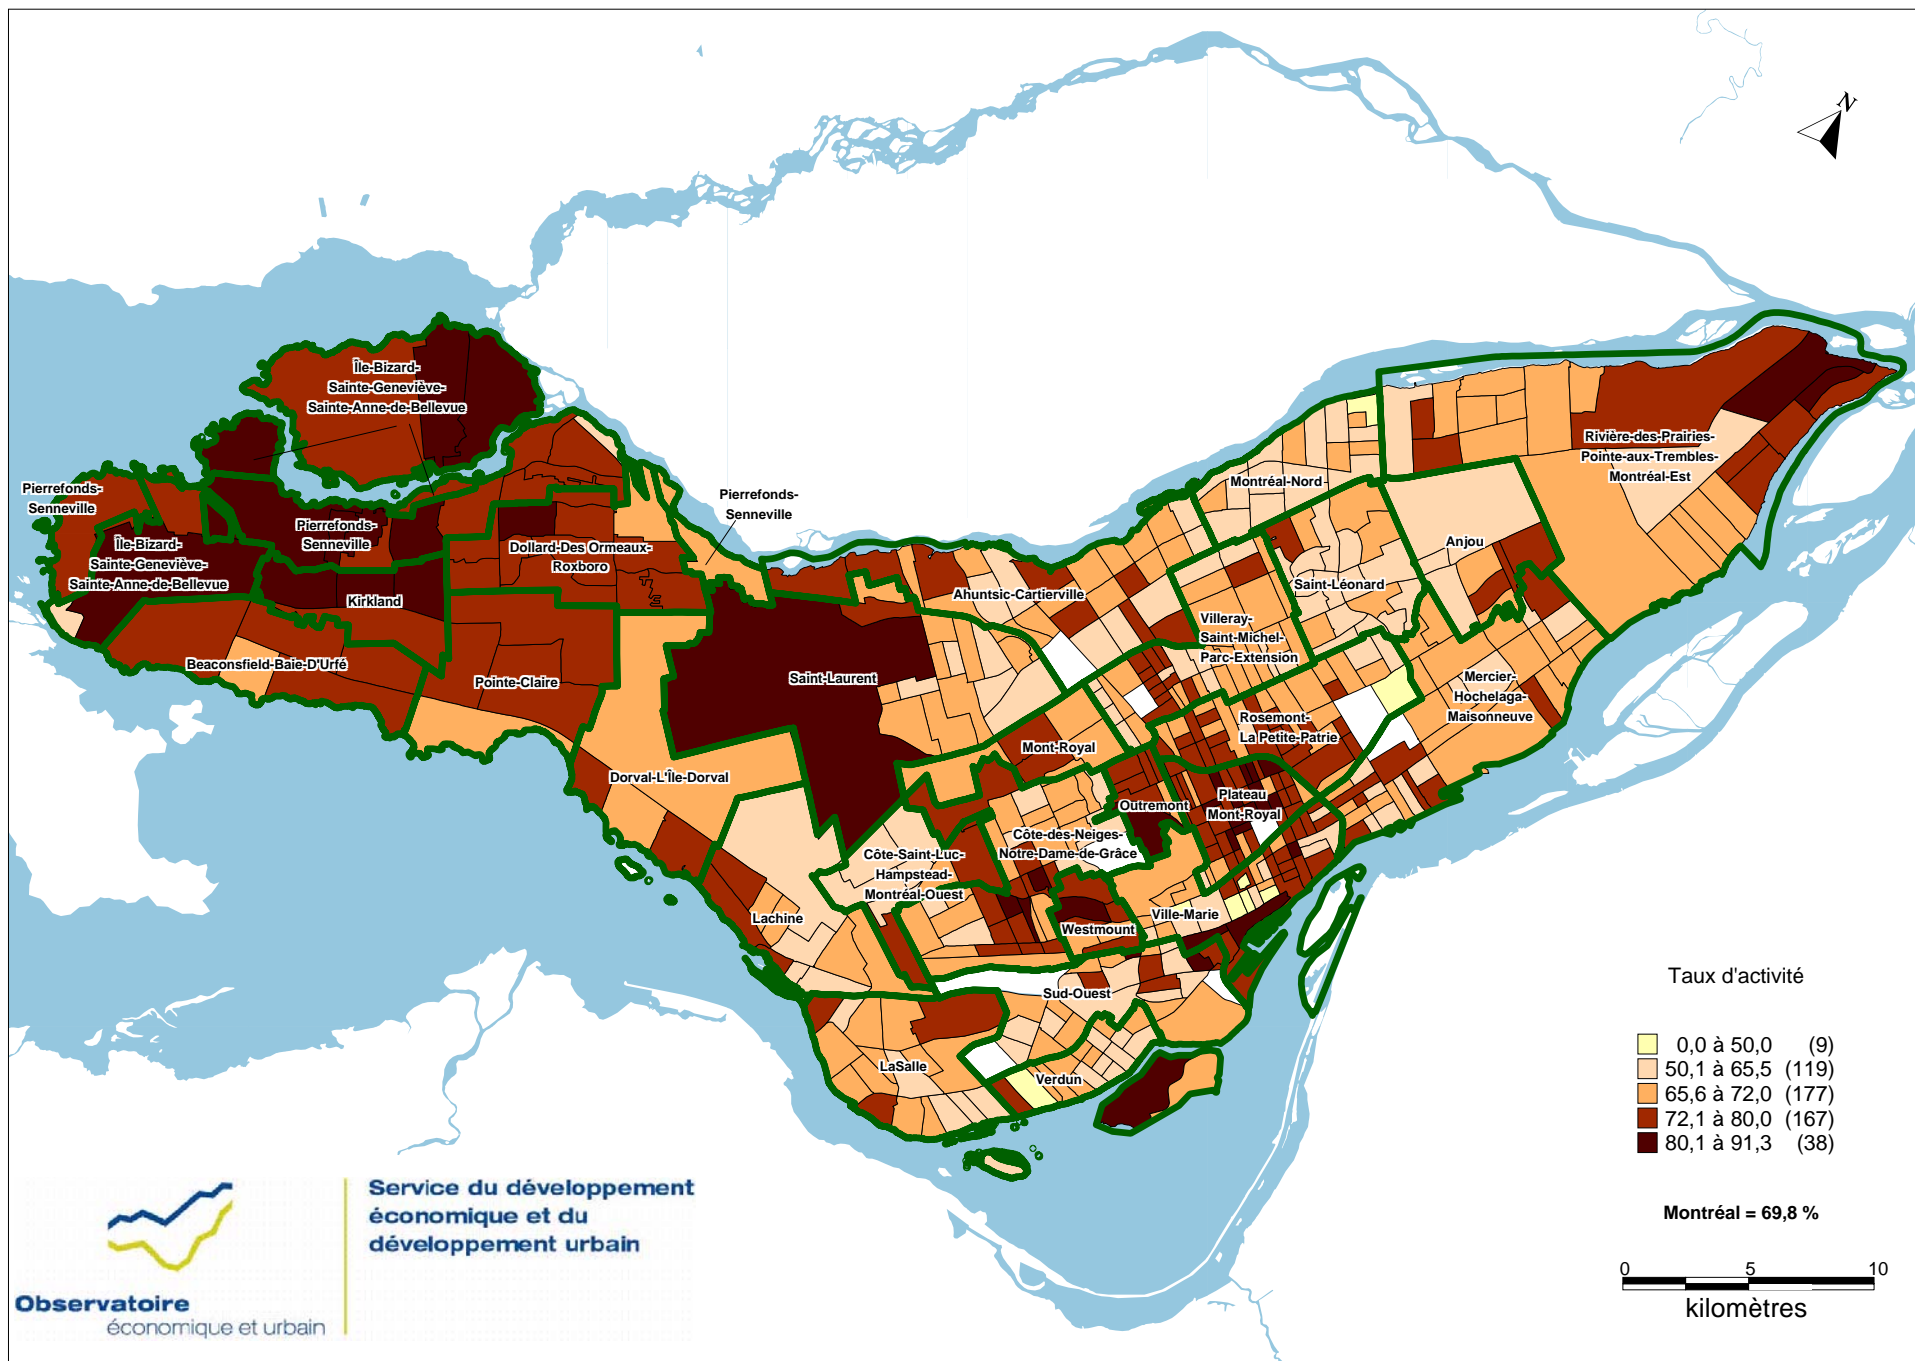 N
Île-Bizard-
Sainte-Geneviève-
Sainte-Anne-de-Bellevue
Pierrefonds-
Senneville
Pierrefonds-
Senneville
Pierrefonds-
Senneville
Île-Bizard-
Sainte-Geneviève-
Sainte-Anne-de-Bellevue
Dollard-Des Ormeaux-
Roxboro
Kirkland
Beaconsfield-Baie-D'Urfé
Pointe-Claire
Saint-Laurent
Dorval-L'Île-Dorval
Ahuntsic-Cartierville
Montréal-Nord
Rivière-des-Prairies-
Pointe-aux-Trembles-
Montréal-Est
Anjou
Saint-Léonard
Villeray-
Saint-Michel-
Parc-Extension
Mercier-
Hochelaga-
Maisonneuve
Rosemont-
La Petite-Patrie
Mont-Royal
Outremont
Plateau
Mont-Royal
Côte-des-Neiges-
Notre-Dame-de-Grâce
Côte-Saint-Luc-
Hampstead-
Montréal-Ouest
Lachine
Westmount
Ville-Marie
Sud-Ouest
LaSalle
Verdun
Taux d'activité
0,0 à 50,0 (9)
50,1 à 65,5 (119)
65,6 à 72,0 (177)
72,1 à 80,0 (167)
80,1 à 91,3 (38)
Montréal = 69,8 %
0 5 10
kilomètres
Service du développement
économique et du
développement urbain
Observatoire
économique et urbain